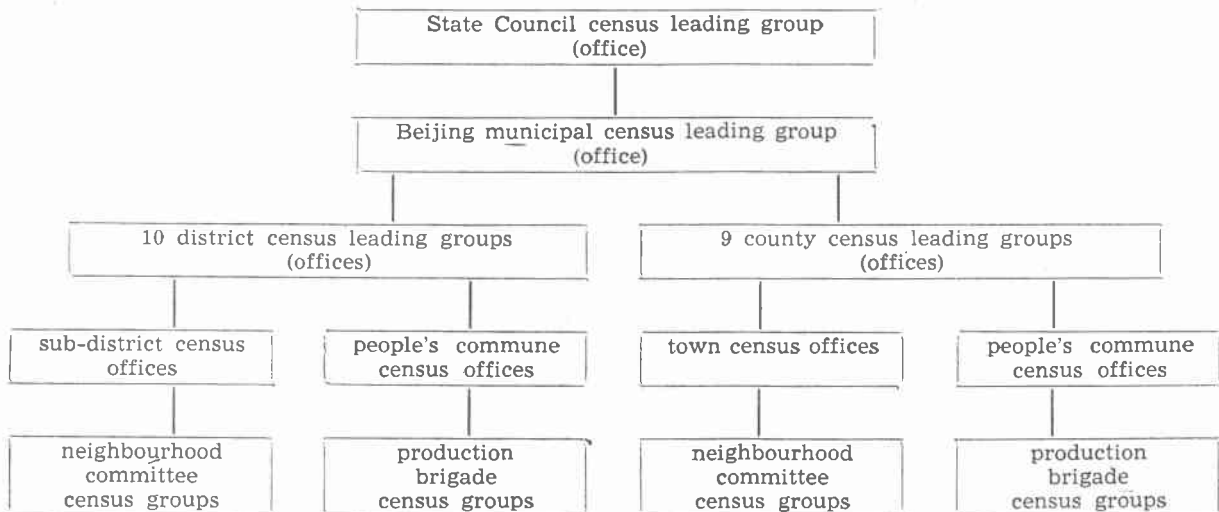 State Council census leading group
(office)
Beijing municipal census leading group
(office)
10 district census leading groups
(offices)
9 county census leading groups
(offices)
sub-district census
offices
people's commune
census offices
town census offices
people's commune
census offices
neighbourhood
committee
census groups
production
brigade
census groups
neighbourhood
committee
census groups
production
brigade
census groups